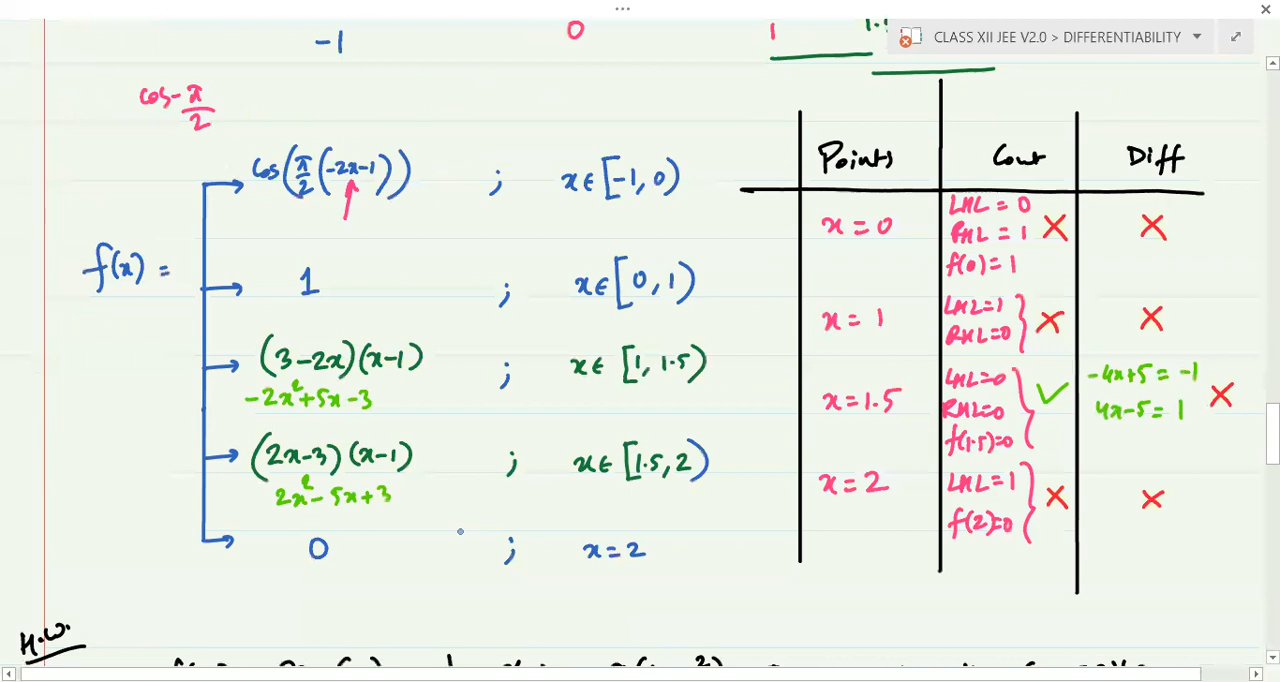 -1 0 1
CLASS XII JEE V2.0 > DIFFERENTIABILITY
cos -π/2
f(x) =
cos(π/2(-2x-1)) ; x∈[-1,0)
1 ; x∈[0,1)
(3-2x)(x-1) ; x∈[1,1.5)
-2x²+5x-3
(2x-3)(x-1) ; x∈[1.5,2)
2x²-5x+3
0 ; x=2
Points Cont Diff
x=0 LHL=0 ✗ ✗
RHL=1
f(0)=1
x=1 LHL=1 ✗ ✗
RHL=0
x=1.5 LHL=0 ✓ -4x+5=-1 ✗
RHL=0 4x-5=1
f(1.5)=0
x=2 LHL=1 ✗ ✗
f(2)=0
H.W.